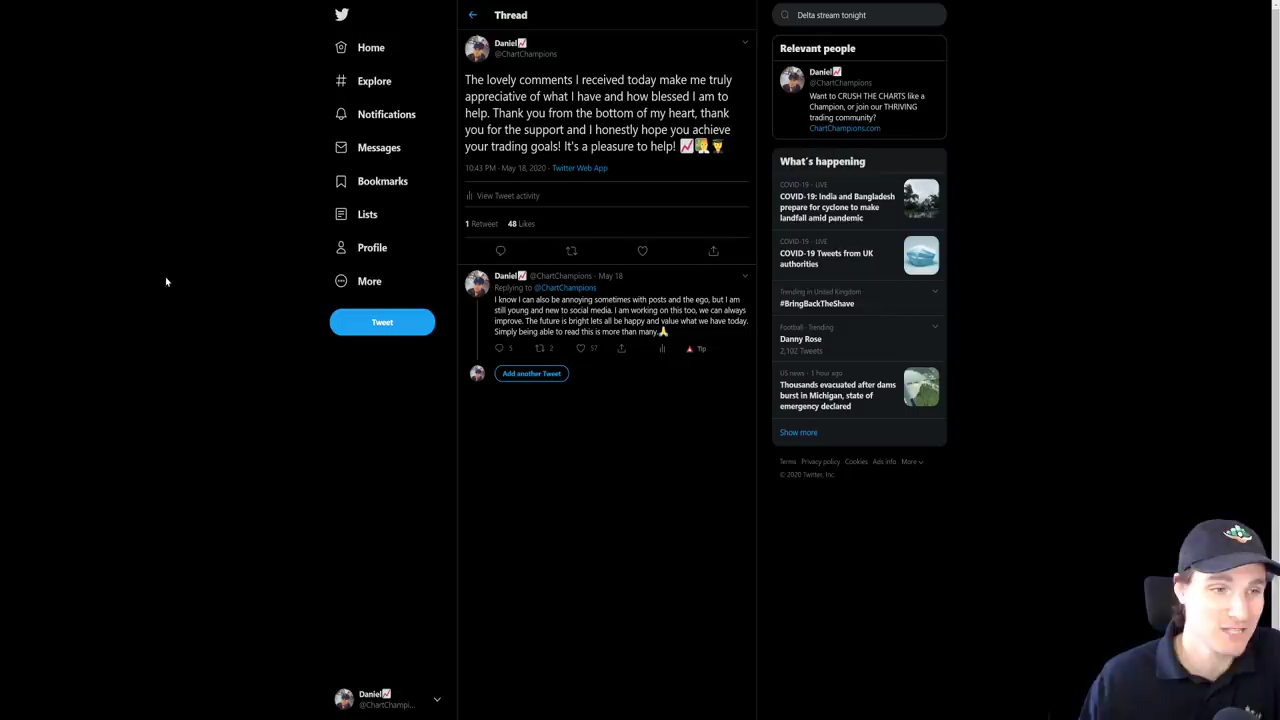 Home
Explore
Notifications
Messages
Bookmarks
Lists
Profile
More
Tweet
Daniel📈
@ChartChampi...
Thread
Daniel📈
@ChartChampions
The lovely comments I received today make me truly
appreciative of what I have and how blessed I am to
help. Thank you from the bottom of my heart, thank
you for the support and I honestly hope you achieve
your trading goals! It's a pleasure to help!
10:43 PM · May 18, 2020 · Twitter Web App
View Tweet activity
1 Retweet 48 Likes
Daniel📈 @ChartChampions · May 18
Replying to @ChartChampions
I know I can also be annoying sometimes with posts and the ego, but I am
still young and new to social media. I am working on this too, we can always
improve. The future is bright lets all be happy and value what we have today.
Simply being able to read this is more than many.🙏
5 2 57 Tip
Add another Tweet
Delta stream tonight
Relevant people
Daniel📈
@ChartChampions
Want to CRUSH THE CHARTS like a
Champion, or join our THRIVING
trading community?
ChartChampions.com
What's happening
COVID-19 · LIVE
COVID-19: India and Bangladesh
prepare for cyclone to make
landfall amid pandemic
COVID-19 · LIVE
COVID-19 Tweets from UK
authorities
Trending in United Kingdom
#BringBackTheShave
Football · Trending
Danny Rose
2,102 Tweets
US news · 1 hour ago
Thousands evacuated after dams
burst in Michigan, state of
emergency declared
Show more
Terms Privacy policy Cookies Ads info More
© 2020 Twitter, Inc.